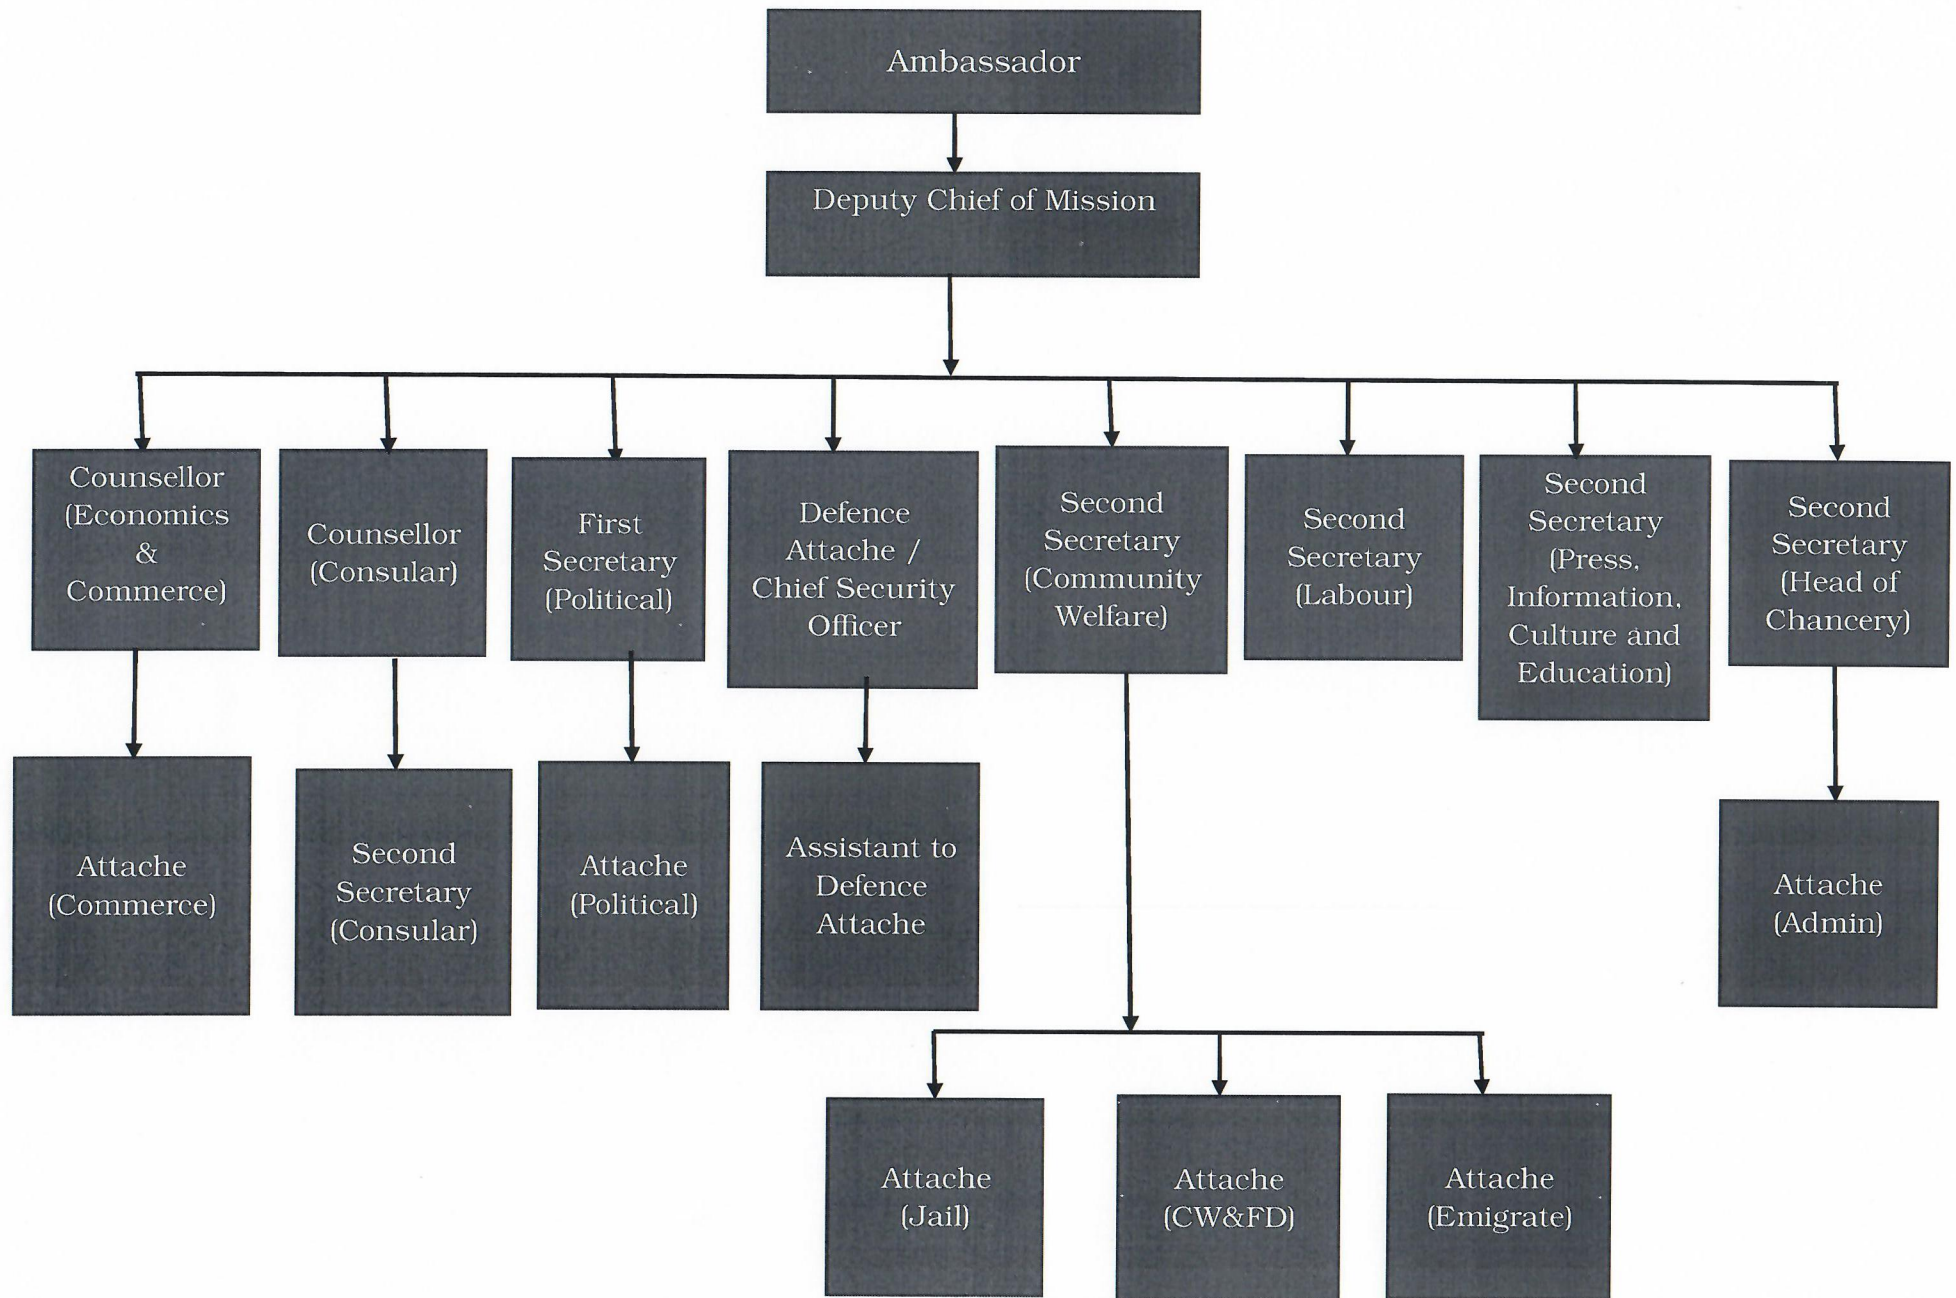 Ambassador
Deputy Chief of Mission
Counsellor
(Economics
&
Commerce)
Counsellor
(Consular)
First
Secretary
(Political)
Defence
Attache /
Chief Security
Officer
Second
Secretary
(Community
Welfare)
Second
Secretary
(Labour)
Second
Secretary
(Press,
Information,
Culture and
Education)
Second
Secretary
(Head of
Chancery)
Attache
(Commerce)
Second
Secretary
(Consular)
Attache
(Political)
Assistant to
Defence
Attache
Attache
(Admin)
Attache
(Jail)
Attache
(CW&FD)
Attache
(Emigrate)